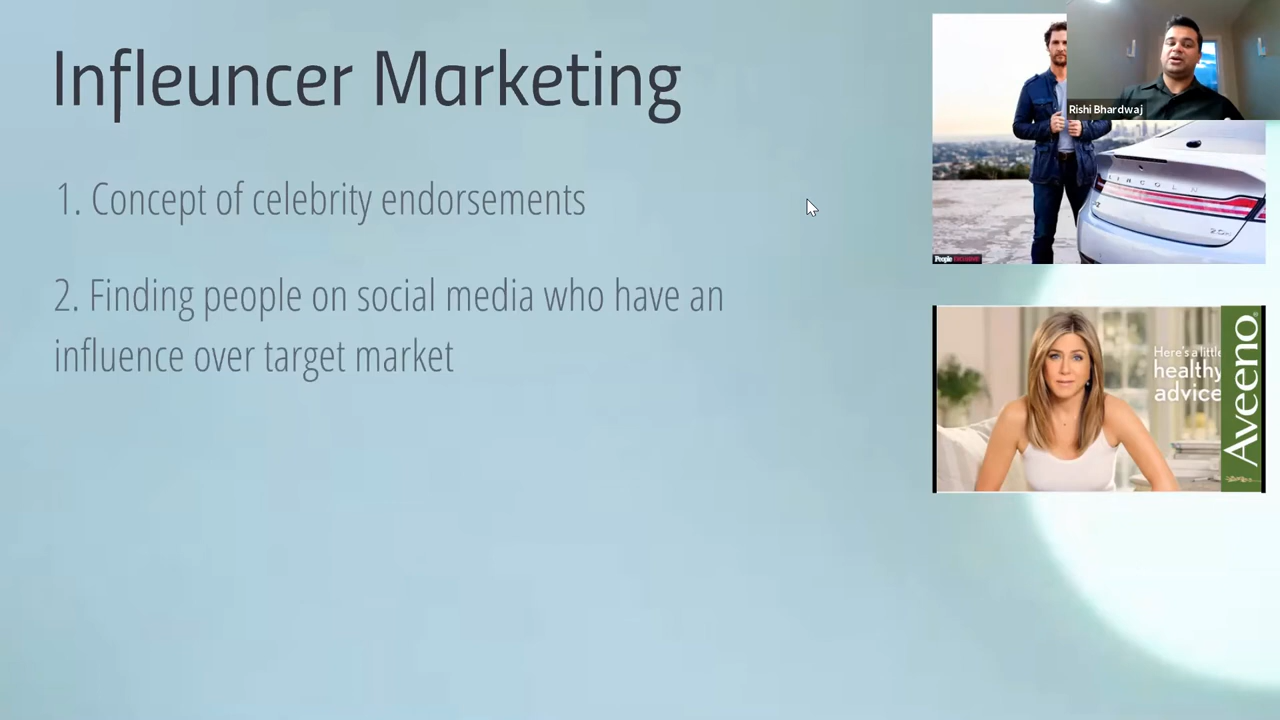 Infleuncer Marketing
1. Concept of celebrity endorsements
2. Finding people on social media who have an
influence over target market
Rishi Bhardwaj
LINCOLN
People
Here's a little
healthy
advice
Aveeno